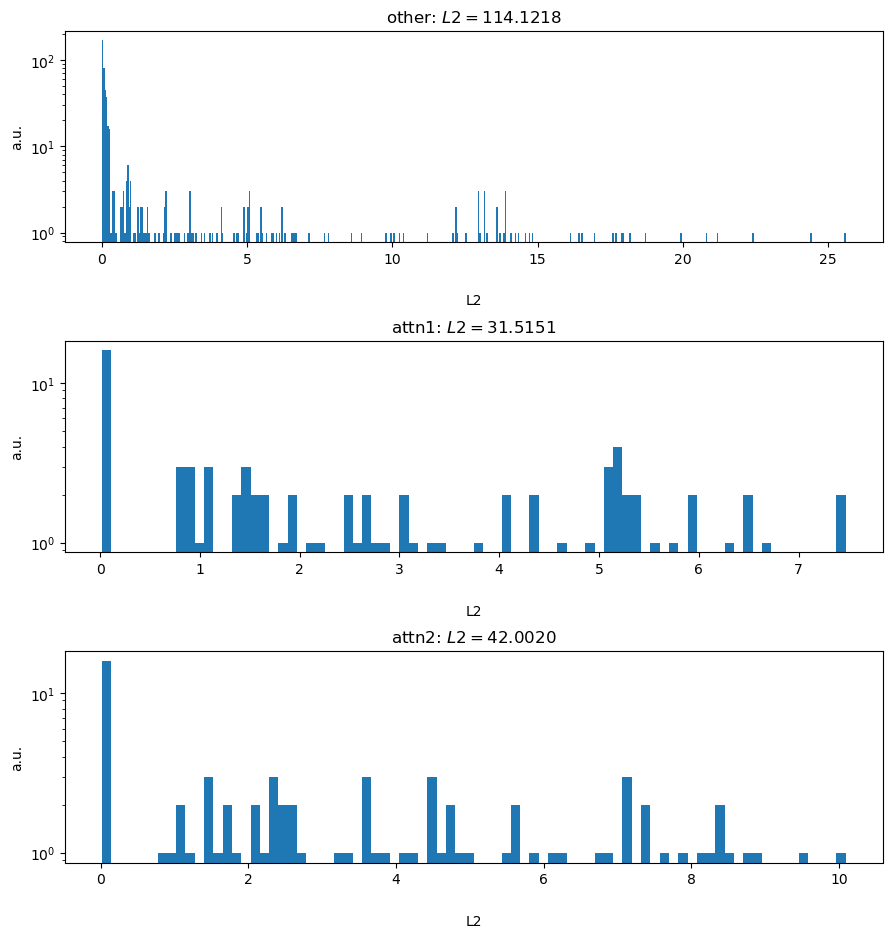 other: L2 = 114.1218
a.u.
10²
10¹
10⁰
0 5 10 15 20 25
L2
attn1: L2 = 31.5151
a.u.
10¹
10⁰
0 1 2 3 4 5 6 7
L2
attn2: L2 = 42.0020
a.u.
10¹
10⁰
0 2 4 6 8 10
L2